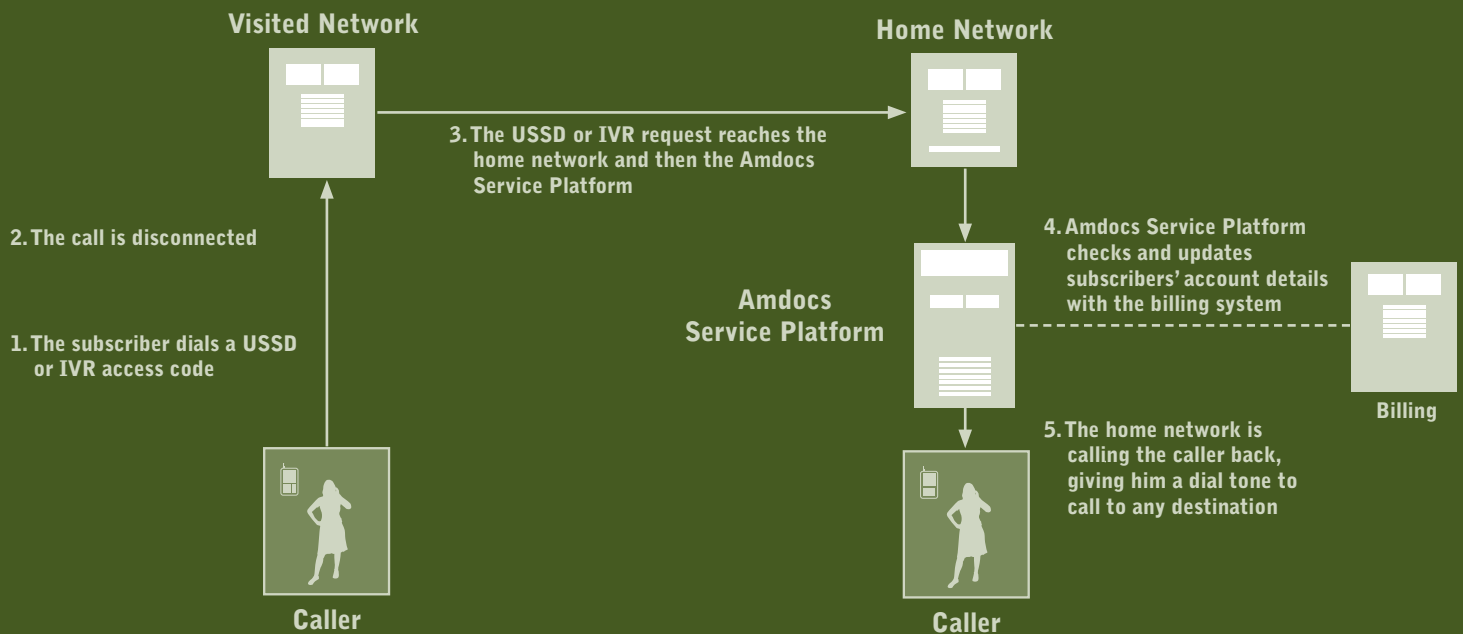 Visited Network
Home Network
3. The USSD or IVR request reaches the
home network and then the Amdocs
Service Platform
2. The call is disconnected
4. Amdocs Service Platform
checks and updates
subscribers' account details
with the billing system
Amdocs
Service Platform
1. The subscriber dials a USSD
or IVR access code
Billing
5. The home network is
calling the caller back,
giving him a dial tone to
call to any destination
Caller
Caller